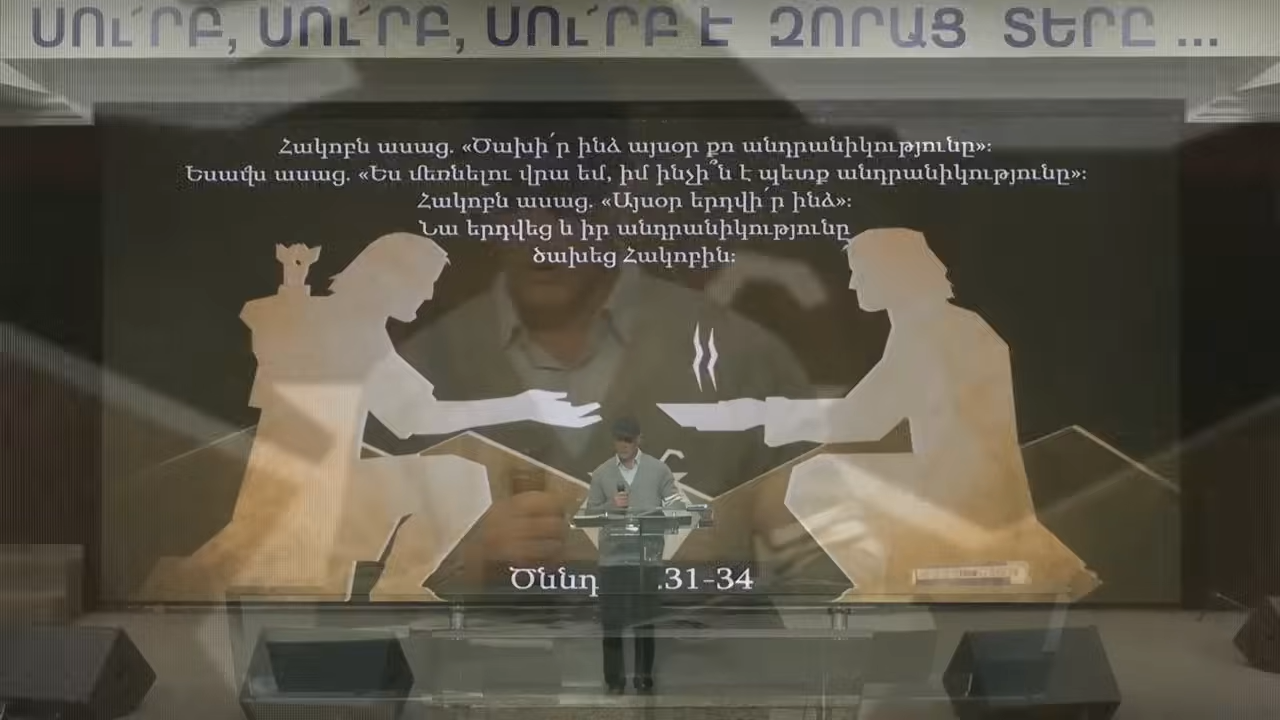 ՍՈւ՛ՐԲ, ՍՈւ՛ՐԲ, ՍՈւ՛ՐԲ Է ԶՈՐԱՑ ՏԵՐԸ ...
Հակոբն ասաց. «Ծախի՛ր ինձ այսօր քո անդրանիկությունը»:
Եսավն ասաց. «Ես մեռնելու վրա եմ, իմ ինչի՞ն է պետք անդրանիկությունը»:
Հակոբն ասաց. «Այսօր երդվի՛ր ինձ»:
Նա երդվեց և իր անդրանիկությունը
ծախեց Հակոբին:
.31-34